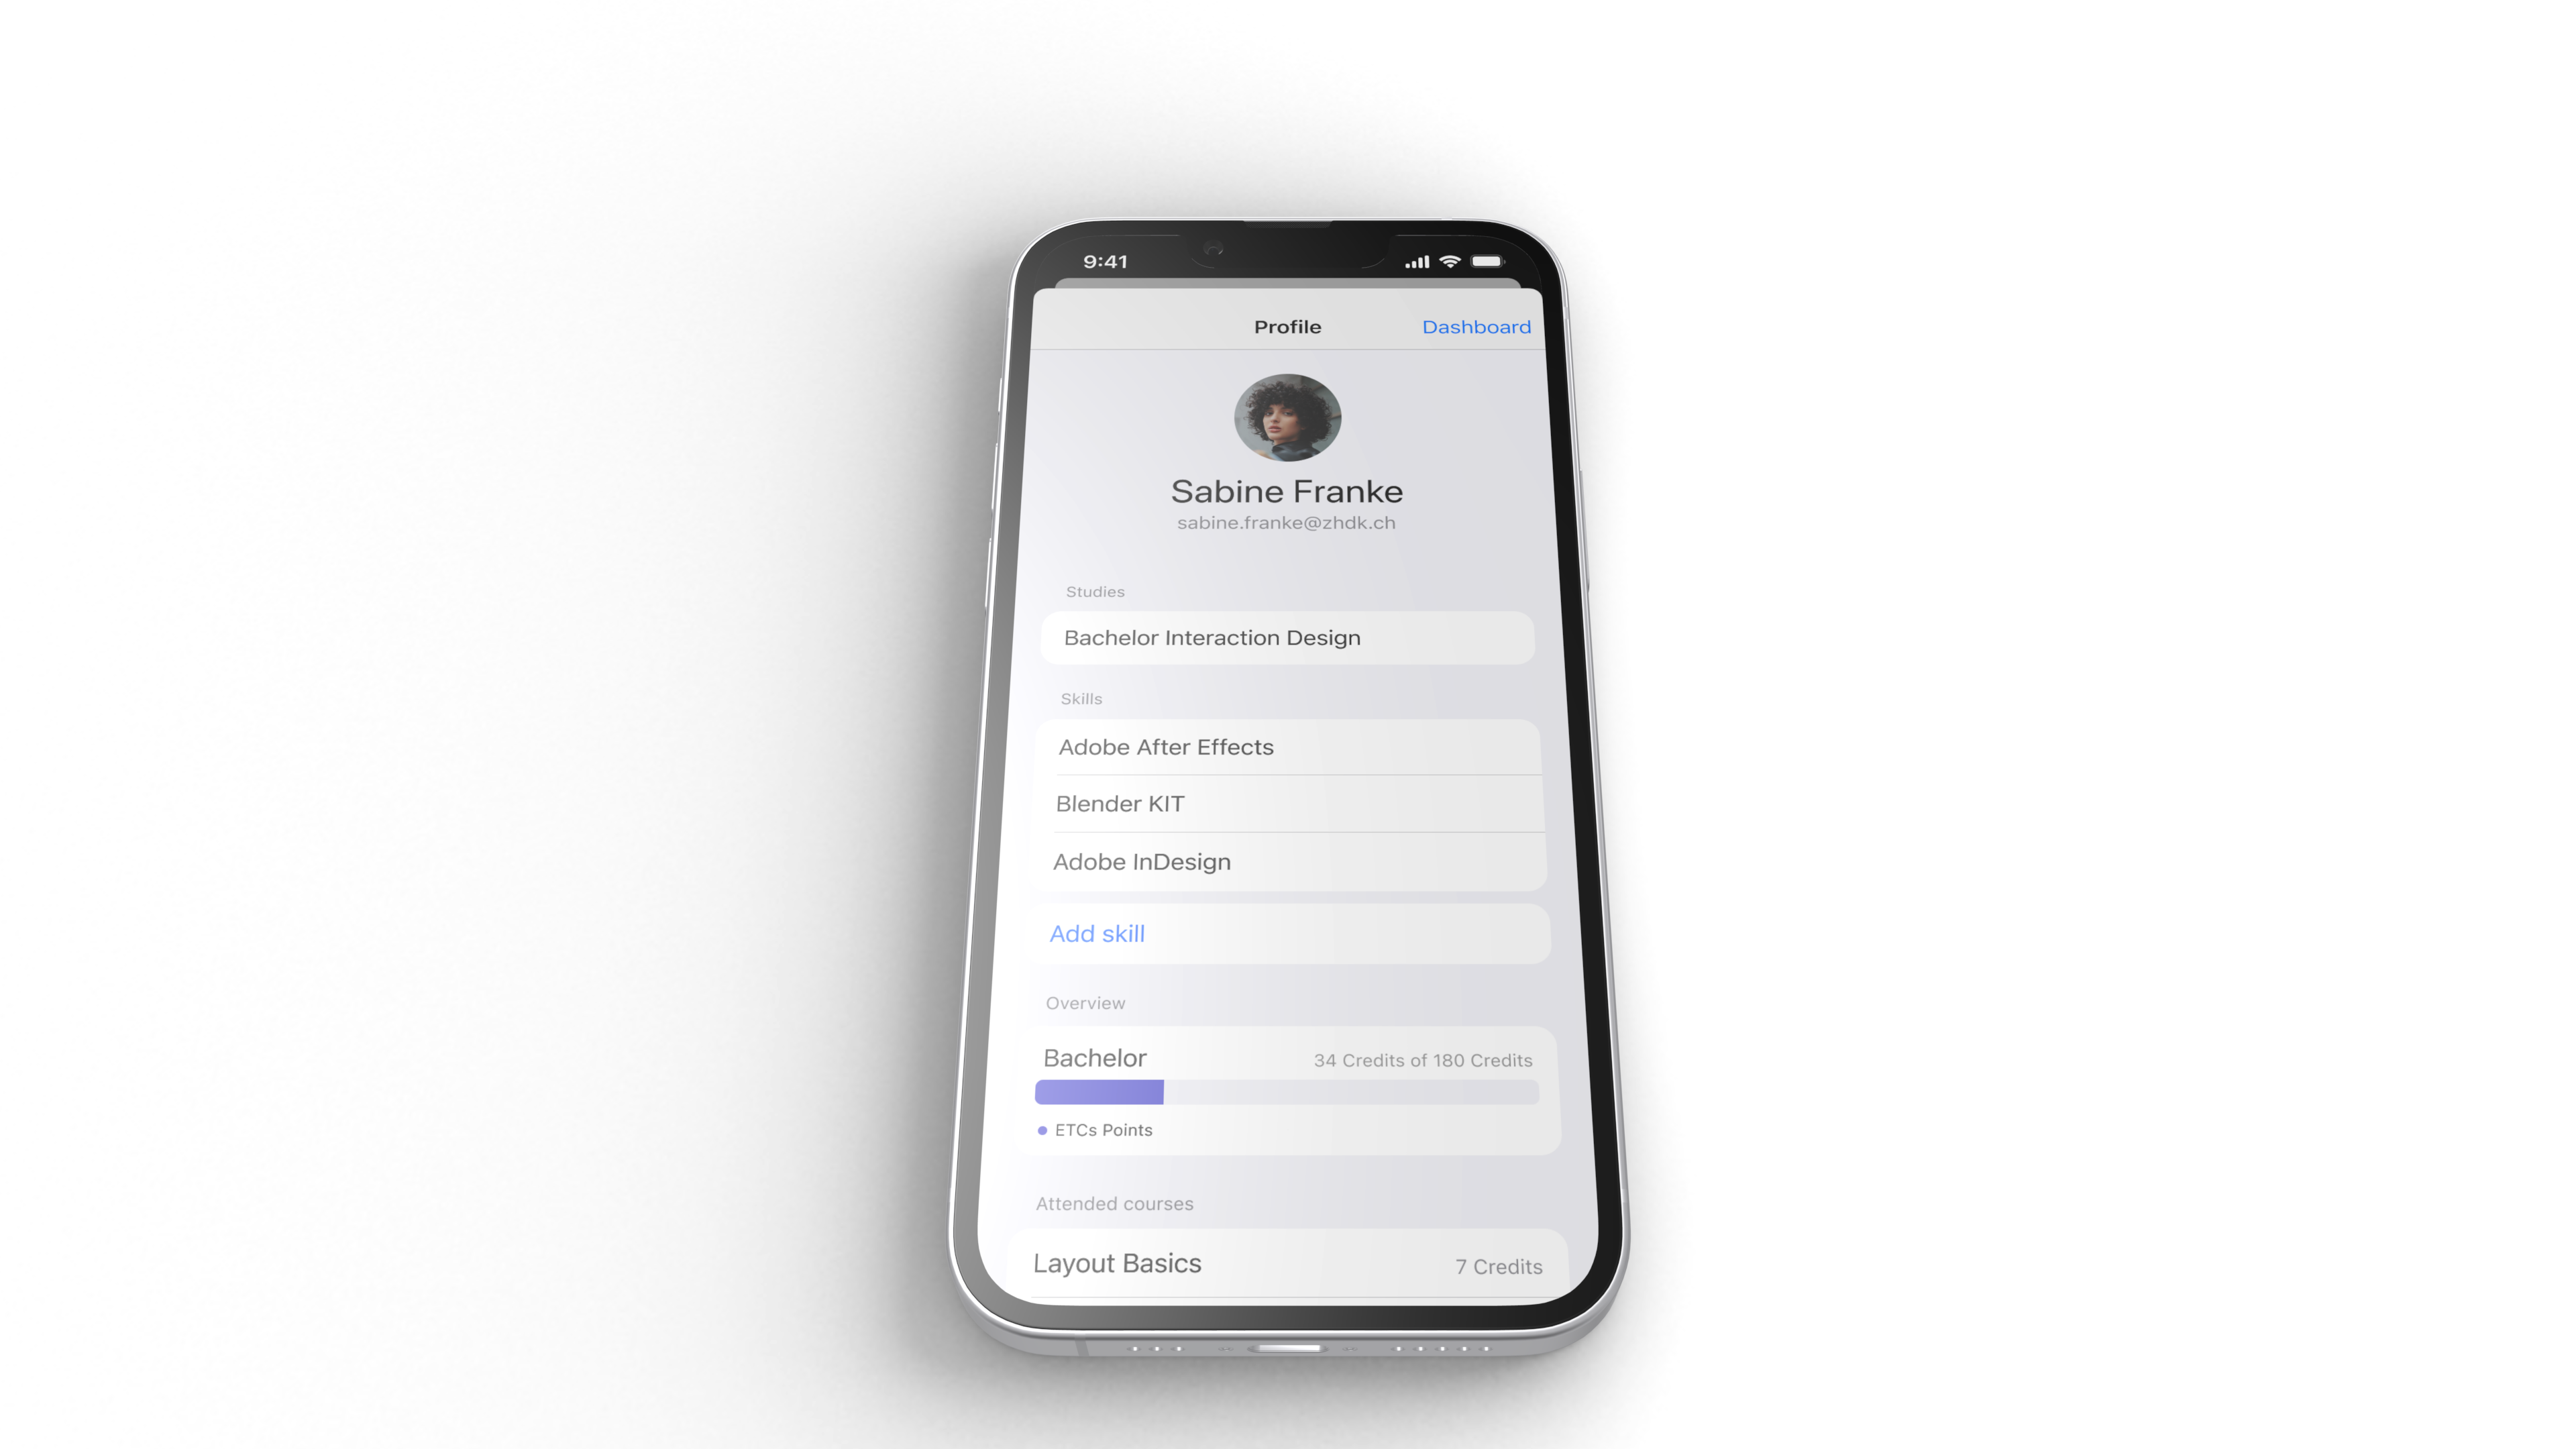 9:41
Profile
Dashboard
Sabine Franke
sabine.franke@zhdk.ch
Studies
Bachelor Interaction Design
Skills
Adobe After Effects
Blender KIT
Adobe InDesign
Add skill
Overview
Bachelor
34 Credits of 180 Credits
ETCs Points
Attended courses
Layout Basics
7 Credits